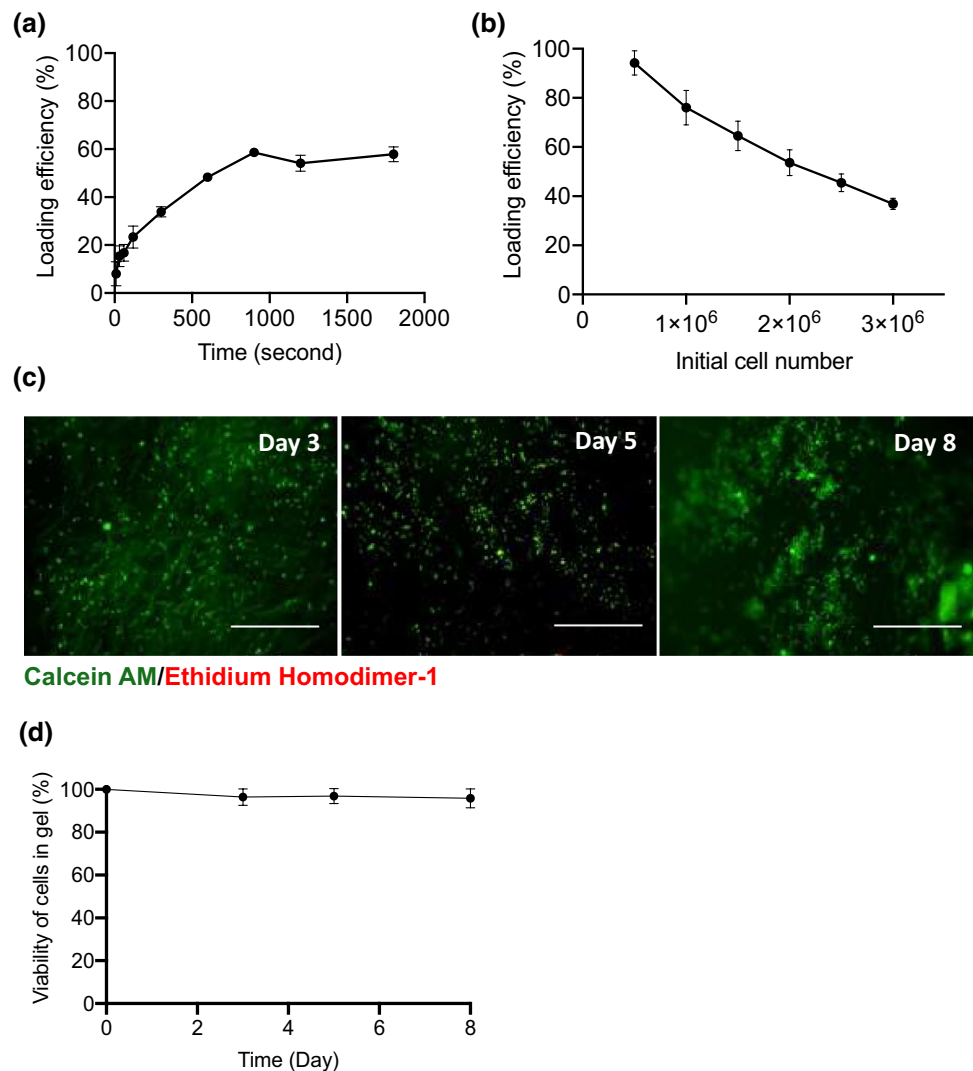 (a)
100
80
60
40
20
0
Loading efficiency (%)
0 500 1000 1500 2000
Time (second)
(b)
100
80
60
40
20
0
Loading efficiency (%)
0 1×10⁶ 2×10⁶ 3×10⁶
Initial cell number
(c)
Day 3 Day 5 Day 8
Calcein AM/Ethidium Homodimer-1
(d)
100
80
60
40
20
0
Viability of cells in gel (%)
0 2 4 6 8
Time (Day)